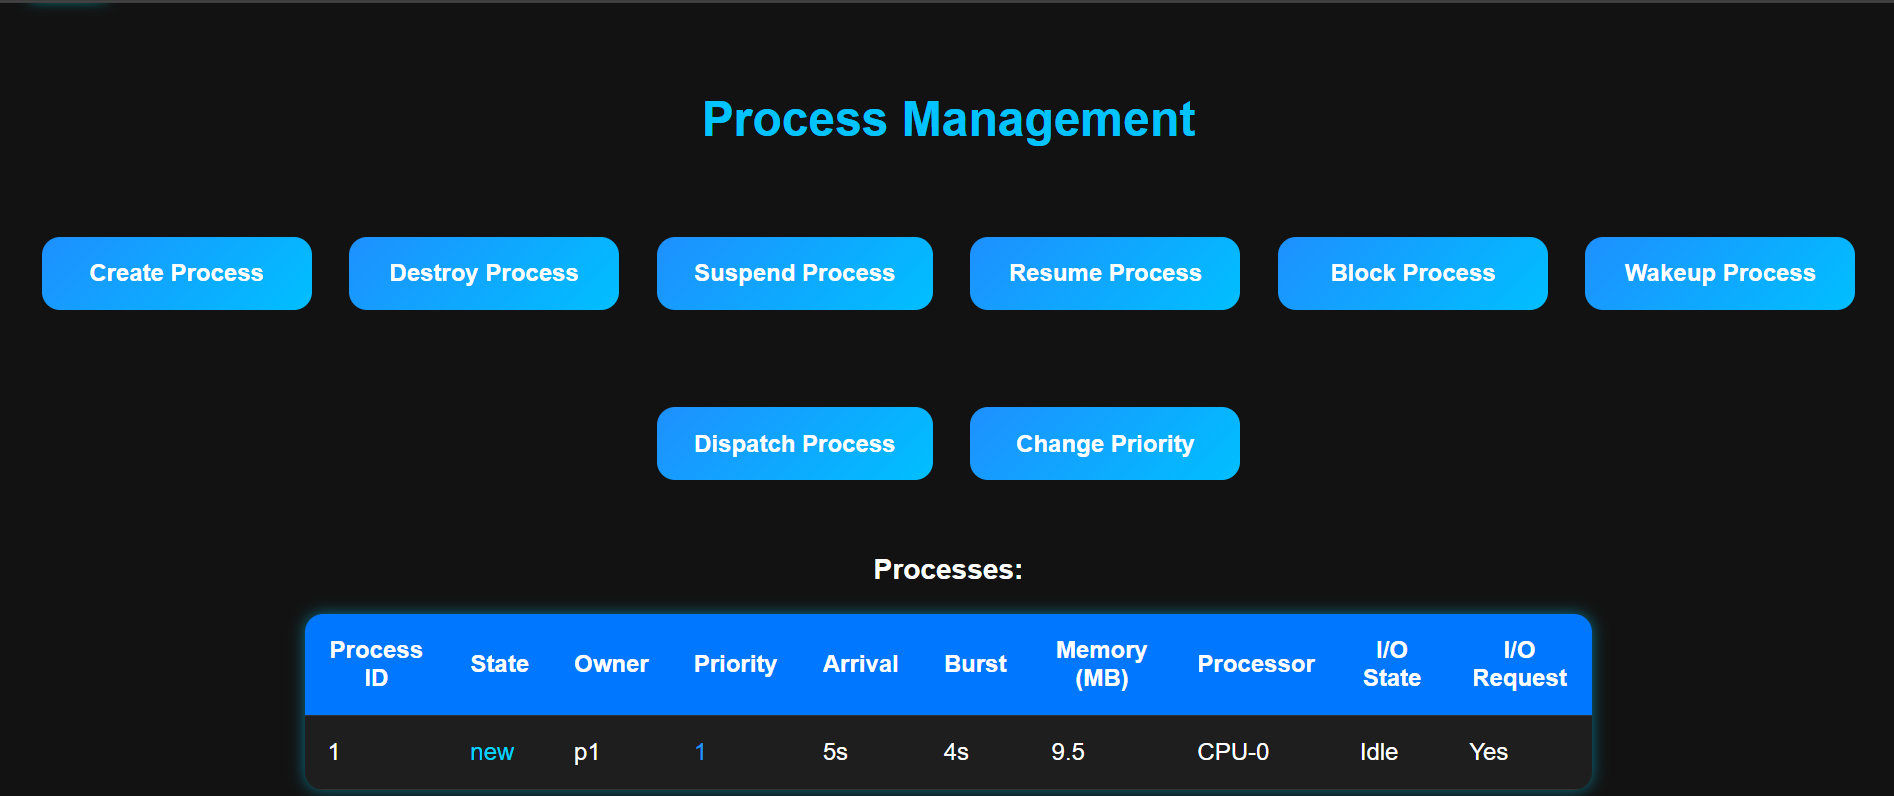 Process Management
Create Process
Destroy Process
Suspend Process
Resume Process
Block Process
Wakeup Process
Dispatch Process
Change Priority
Processes:
Process ID State Owner Priority Arrival Burst Memory (MB) Processor I/O State I/O Request
1 new p1 1 5s 4s 9.5 CPU-0 Idle Yes